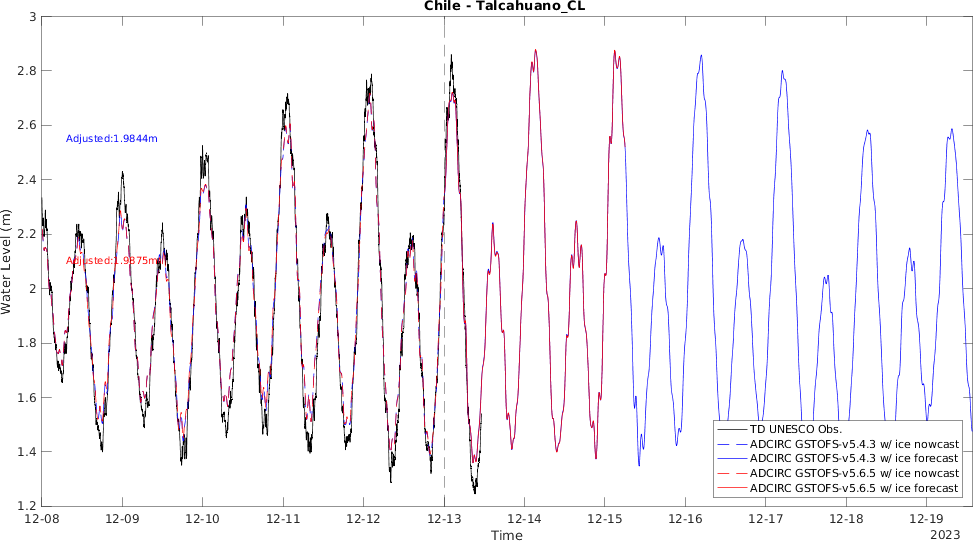 Chile - Talcahuano_CL
3
2.8
2.6
2.4
2.2
2
1.8
1.6
1.4
1.2
Water Level (m)
Adjusted:1.9844m
Adjusted:1.9875m
TD UNESCO Obs.
ADCIRC GSTOFS-v5.4.3 w/ ice nowcast
ADCIRC GSTOFS-v5.4.3 w/ ice forecast
ADCIRC GSTOFS-v5.6.5 w/ ice nowcast
ADCIRC GSTOFS-v5.6.5 w/ ice forecast
12-08 12-09 12-10 12-11 12-12 12-13 12-14 12-15 12-16 12-17 12-18 12-19
Time
2023